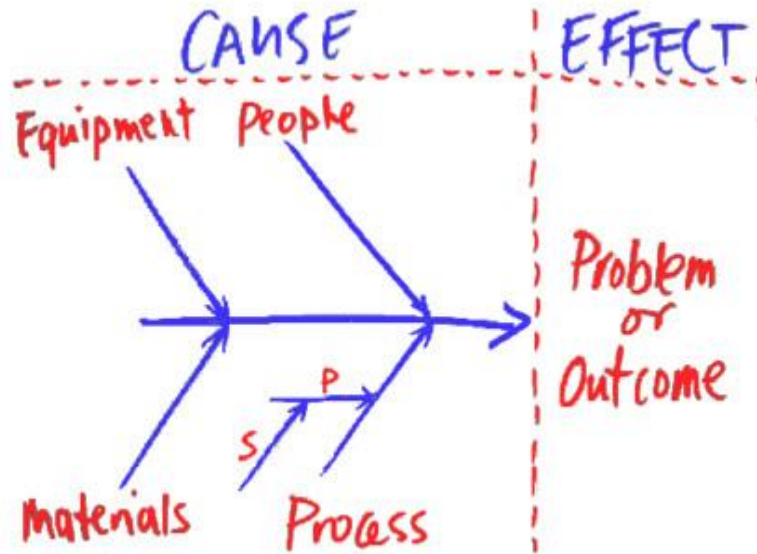 CAUSE EFFECT
Equipment People
Problem
or
Outcome
P
S
Materials Process